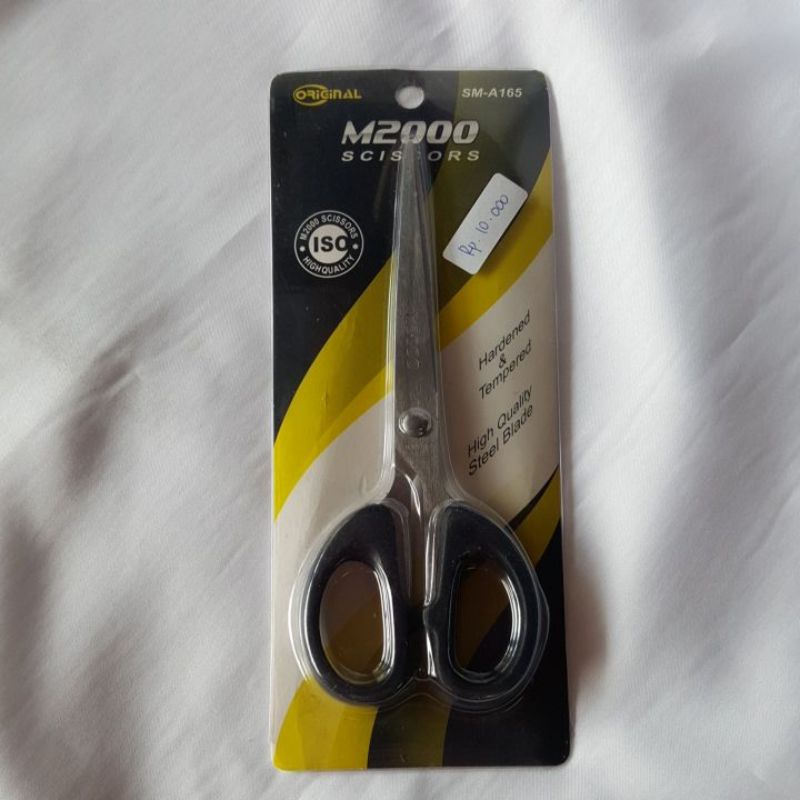 ORIGINAL
SM-A165
M2000
SCISSORS
M2000 SCISSORS
ISO
HIGH QUALITY
Rp. 10.000
Hardened
&
Tempered
High Quality
Steel Blade